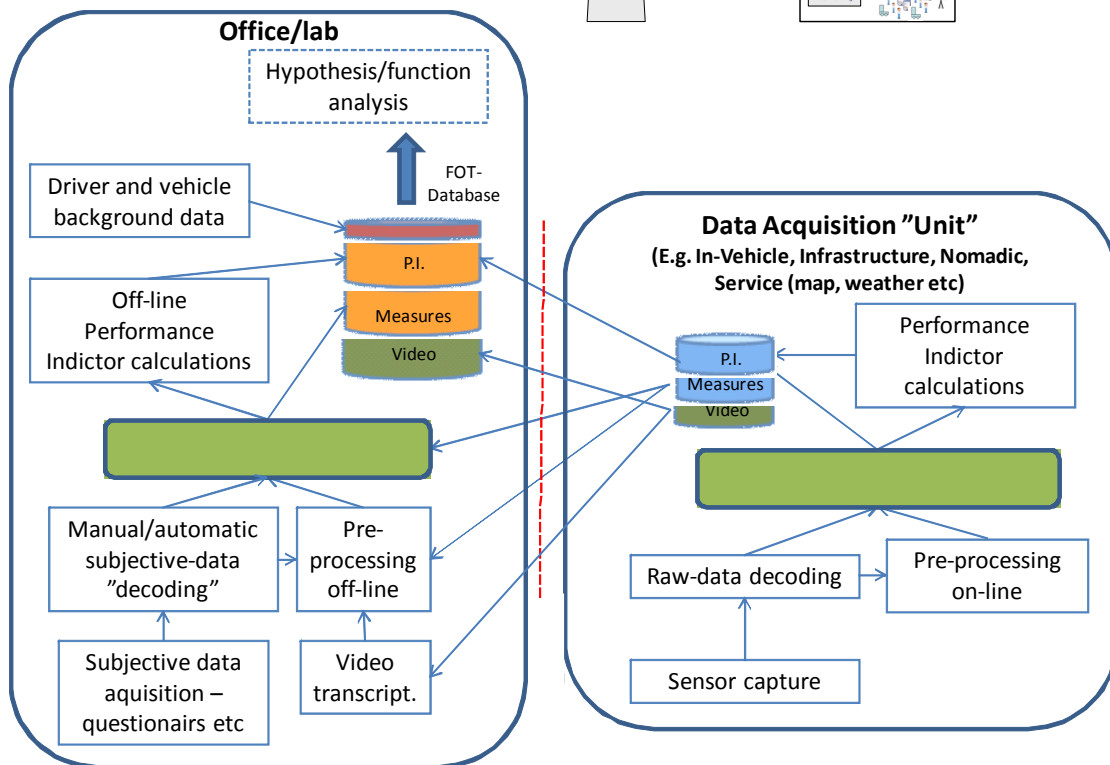 Office/lab
Hypothesis/function
analysis
FOT-
Database
Driver and vehicle
background data
P.I.
Measures
Video
Off-line
Performance
Indictor calculations
Manual/automatic
subjective-data
”decoding”
Pre-
processing
off-line
Subjective data
aquisition –
questionairs etc
Video
transcript.
Data Acquisition ”Unit”
(E.g. In-Vehicle, Infrastructure, Nomadic,
Service (map, weather etc)
P.I.
Measures
Video
Performance
Indictor
calculations
Raw-data decoding
Pre-processing
on-line
Sensor capture